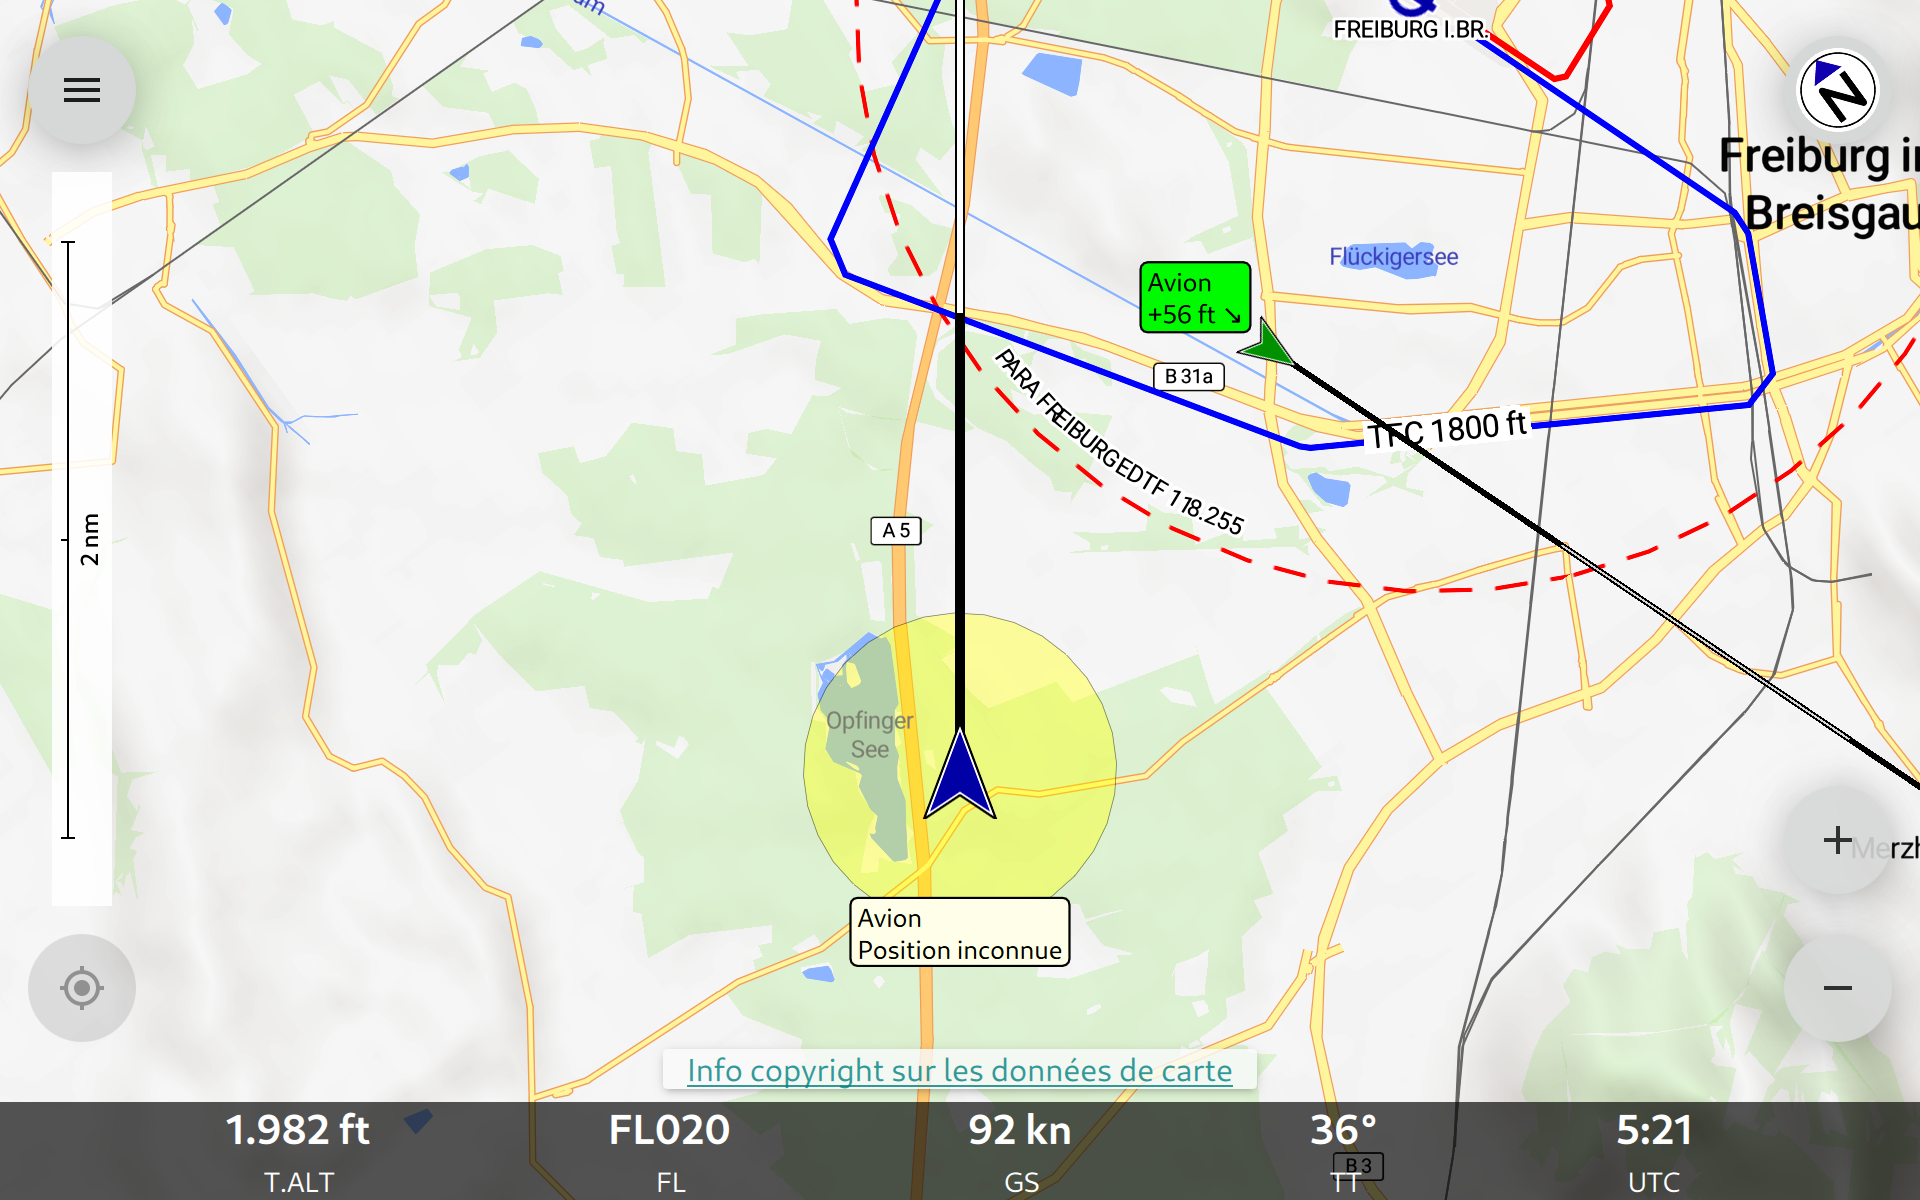 um
FREIBURG I.BR.
N
Freiburg i
Breisgau
Flückigersee
Avion
+56 ft ↘
B 31a
PARA FREIBURGEDTF 118.255
TFC 1800 ft
A 5
2 nm
Opfinger
See
Merzh
Avion
Position inconnue
Info copyright sur les données de carte
1.982 ft FL020 92 kn 36° 5:21
B 3
T.ALT FL GS TT UTC